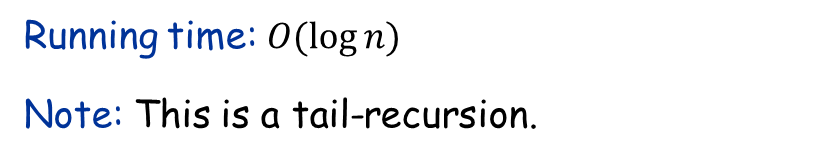 Running time: O(log n)
Note: This is a tail-recursion.